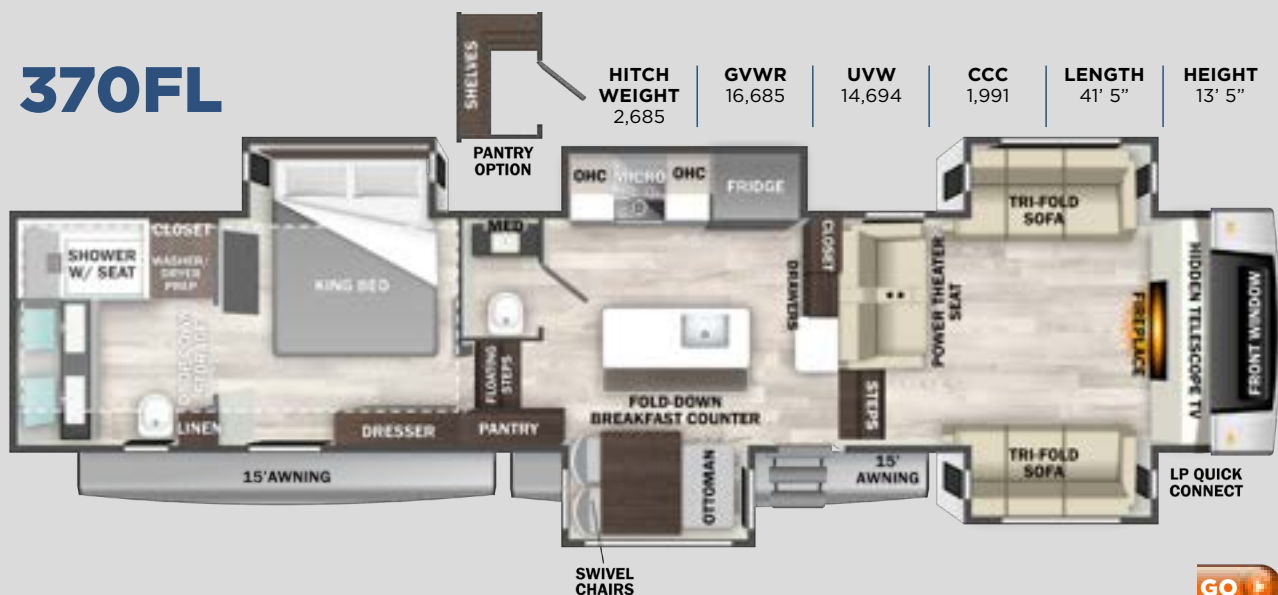 370FL
SHELVES
PANTRY
OPTION
HITCH
WEIGHT
2,685
GVWR
16,685
UVW
14,694
CCC
1,991
LENGTH
41' 5”
HEIGHT
13' 5”
SHOWER
W/ SEAT
CLOSET
WASHER/
DRYER
PREP
LINEN
KING BED
DRESSER
MED
FLOATING
STEPS
PANTRY
OHC
MICRO
OHC
FRIDGE
FOLD-DOWN
BREAKFAST COUNTER
DRAWERS
CLOSET
STEPS
POWER THEATER
SEAT
TRI-FOLD
SOFA
TRI-FOLD
SOFA
FIREPLACE
HIDDEN TELESCOPE TV
FRONT WINDOW
OTTOMAN
SWIVEL
CHAIRS
15'AWNING
15'
AWNING
LP QUICK
CONNECT
GO